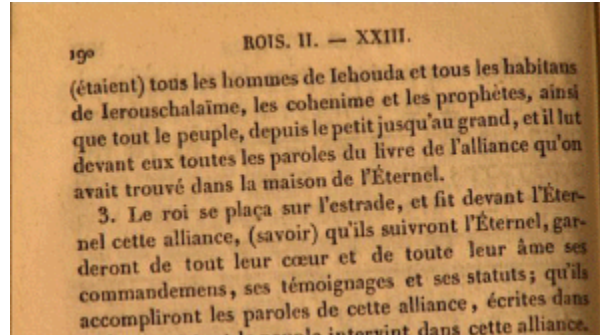 190
ROIS. II. — XXIII.
(étaient) tous les hommes de Iehouda et tous les habitans
de Ierouschalaïme, les cohenime et les prophètes, ainsi
que tout le peuple, depuis le petit jusqu'au grand, et il lut
devant eux toutes les paroles du livre de l'alliance qu'on
avait trouvé dans la maison de l'Éternel.
3. Le roi se plaça sur l'estrade, et fit devant l'Éter-
nel cette alliance, (savoir) qu'ils suivront l'Éternel, gar-
deront de tout leur cœur et de toute leur âme ses
commandemens, ses témoignages et ses statuts; qu'ils
accompliront les paroles de cette alliance, écrites dans
intervint dans cette alliance.